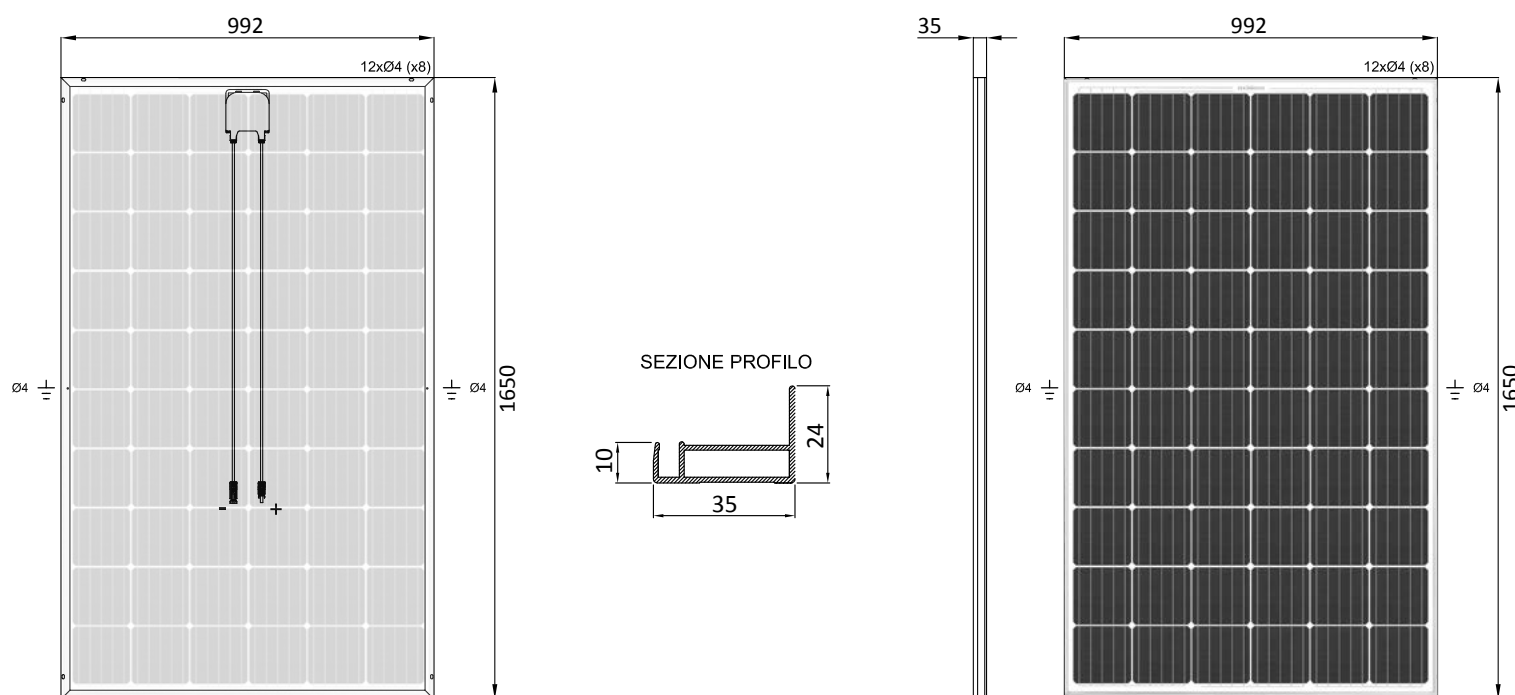 992
35
992
12xØ4 (x8)
12xØ4 (x8)
SEZIONE PROFILO
Ø4
Ø4
1650
10
24
35
- +
Ø4
Ø4
1650